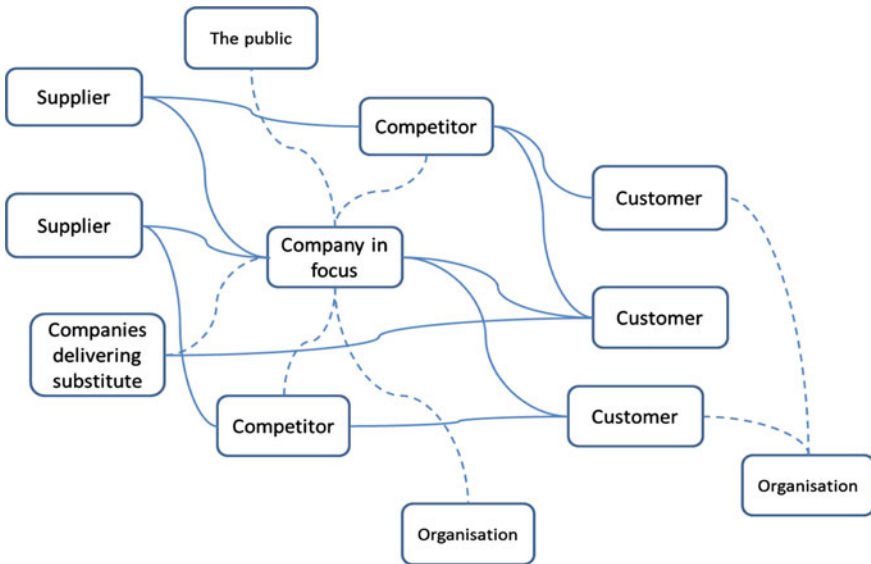 The public
Supplier
Competitor
Customer
Supplier
Company in
focus
Customer
Companies
delivering
substitute
Competitor
Customer
Organisation
Organisation